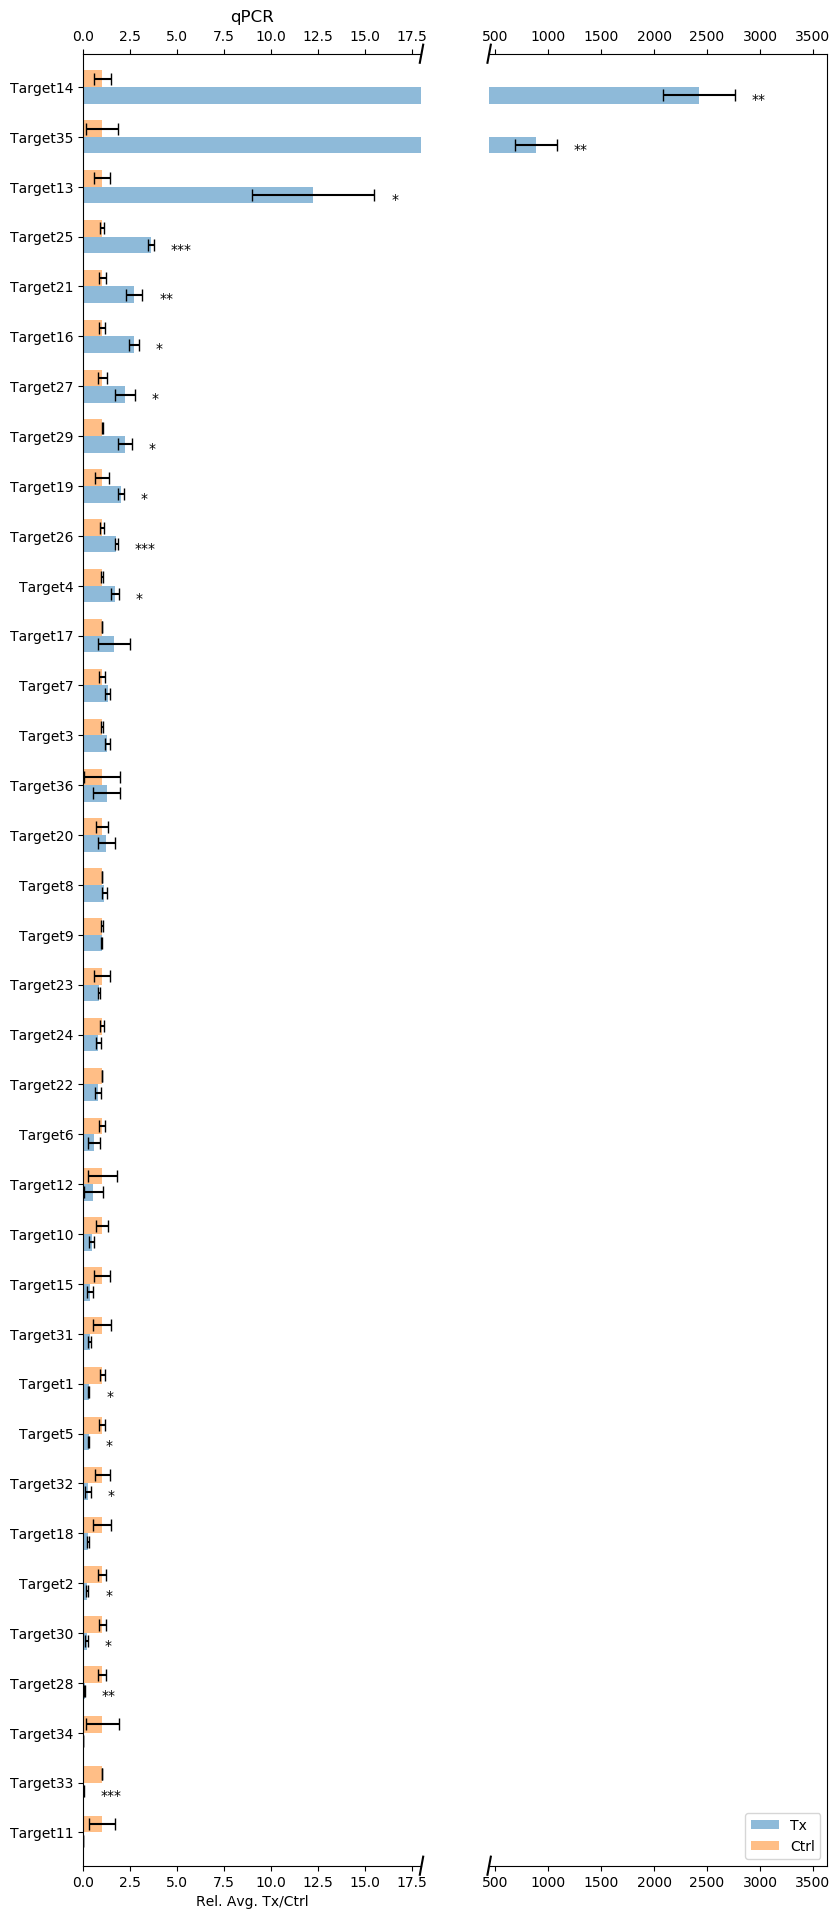 qPCR
0.0 2.5 5.0 7.5 10.0 12.5 15.0 17.5 500 1000 1500 2000 2500 3000 3500
Target14 **
Target35 **
Target13 *
Target25 ***
Target21 **
Target16 *
Target27 *
Target29 *
Target19 *
Target26 ***
Target4 *
Target17
Target7
Target3
Target36
Target20
Target8
Target9
Target23
Target24
Target22
Target6
Target12
Target10
Target15
Target31
Target1 *
Target5 *
Target32 *
Target18
Target2 *
Target30 *
Target28 **
Target34
Target33 ***
Target11
Tx
Ctrl
0.0 2.5 5.0 7.5 10.0 12.5 15.0 17.5 500 1000 1500 2000 2500 3000 3500
Rel. Avg. Tx/Ctrl